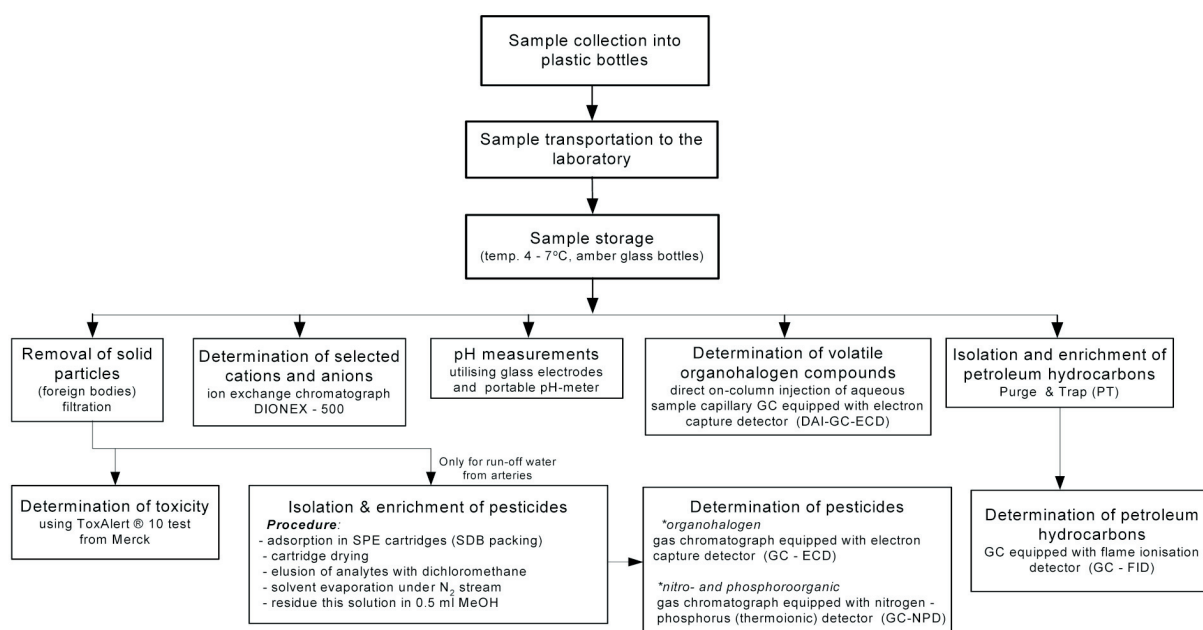 Sample collection into
plastic bottles
Sample transportation to the
laboratory
Sample storage
(temp. 4 - 7ºC, amber glass bottles)
Removal of solid
particles
(foreign bodies)
filtration
Determination of selected
cations and anions
ion exchange chromatograph
DIONEX - 500
pH measurements
utilising glass electrodes
and portable pH-meter
Determination of volatile
organohalogen compounds
direct on-column injection of aqueous
sample capillary GC equipped with electron
capture detector (DAI-GC-ECD)
Isolation and enrichment of
petroleum hydrocarbons
Purge & Trap (PT)
Only for run-off water
from arteries
Determination of toxicity
using ToxAlert ® 10 test
from Merck
Isolation & enrichment of pesticides
Procedure:
- adsorption in SPE cartridges (SDB packing)
- cartridge drying
- elusion of analytes with dichloromethane
- solvent evaporation under N₂ stream
- residue this solution in 0.5 ml MeOH
Determination of pesticides
*organohalogen
gas chromatograph equipped with electron
capture detector (GC - ECD)
*nitro- and phosphoroorganic
gas chromatograph equipped with nitrogen -
phosphorus (thermoionic) detector (GC-NPD)
Determination of petroleum
hydrocarbons
GC equipped with flame ionisation
detector (GC - FID)